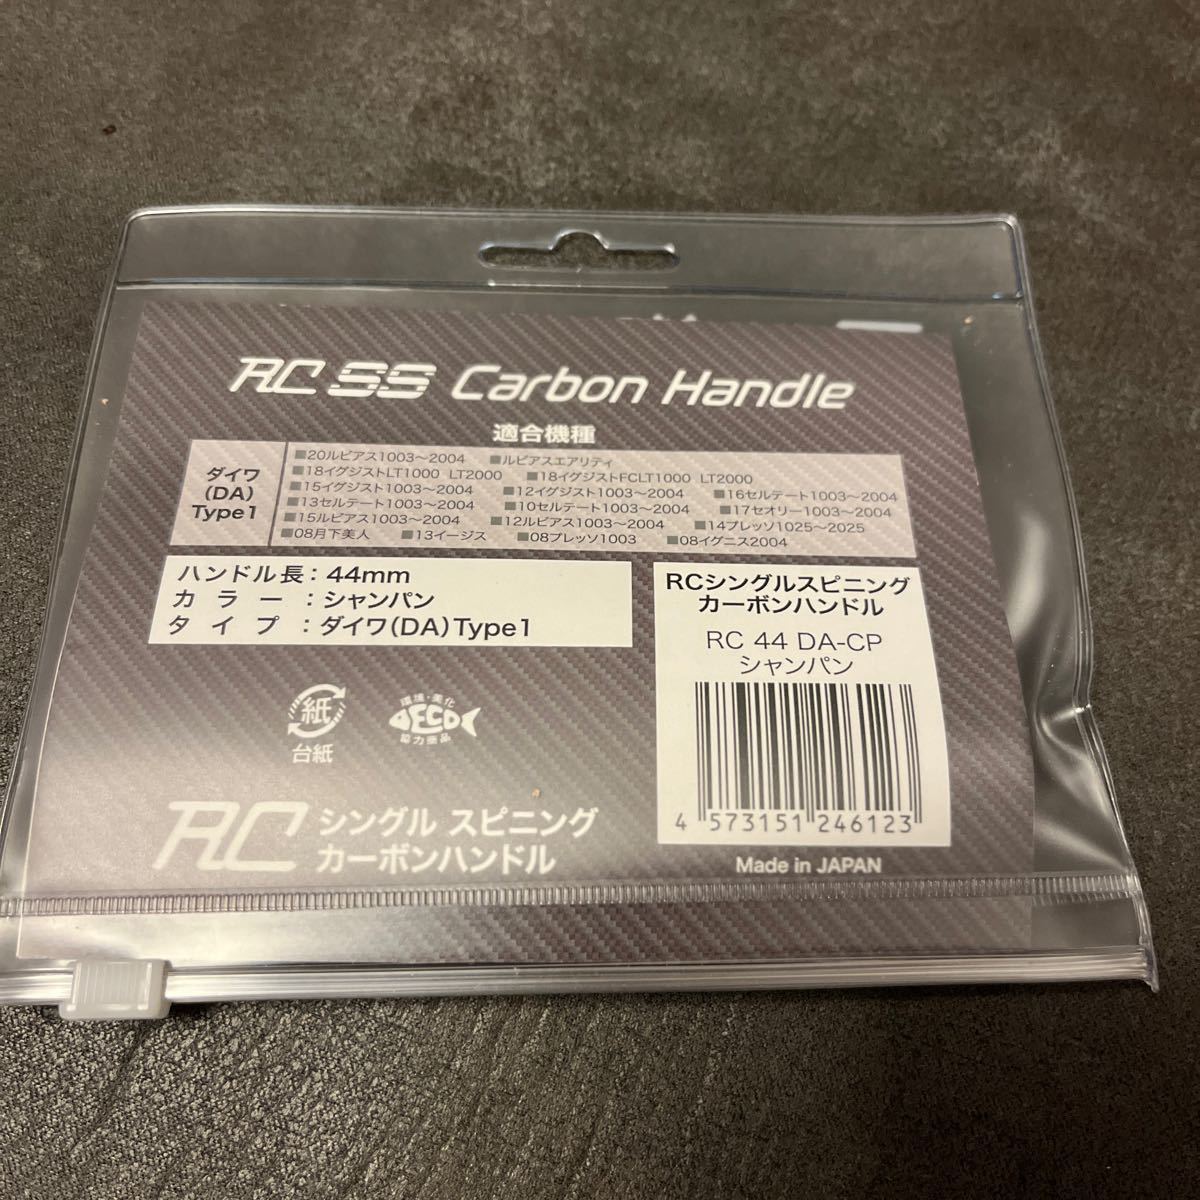 RC SS Carbon Handle
適合機種
ダイワ
(DA)
Type1
■20ルビアス1003～2004 ■ルビアスエアリティ
■18イグジストLT1000 LT2000 ■18イグジストFCLT1000 LT2000
■15イグジスト1003～2004 ■12イグジスト1003～2004 ■16セルテート1003～2004
■13セルテート1003～2004 ■10セルテート1003～2004 ■17セオリー1003～2004
■15ルビアス1003～2004 ■12ルビアス1003～2004 ■14プレッソ1025～2025
■08月下美人 ■13イージス ■08プレッソ1003 ■08イグニス2004
ハンドル長：44mm
カラー：シャンパン
タイプ：ダイワ(DA)Type1
RCシングルスピニング
カーボンハンドル
RC 44 DA-CP
シャンパン
4 573151 246123
紙
台紙
環境・美化
ECO
協力商品
RC シングル スピニング
カーボンハンドル
Made in JAPAN